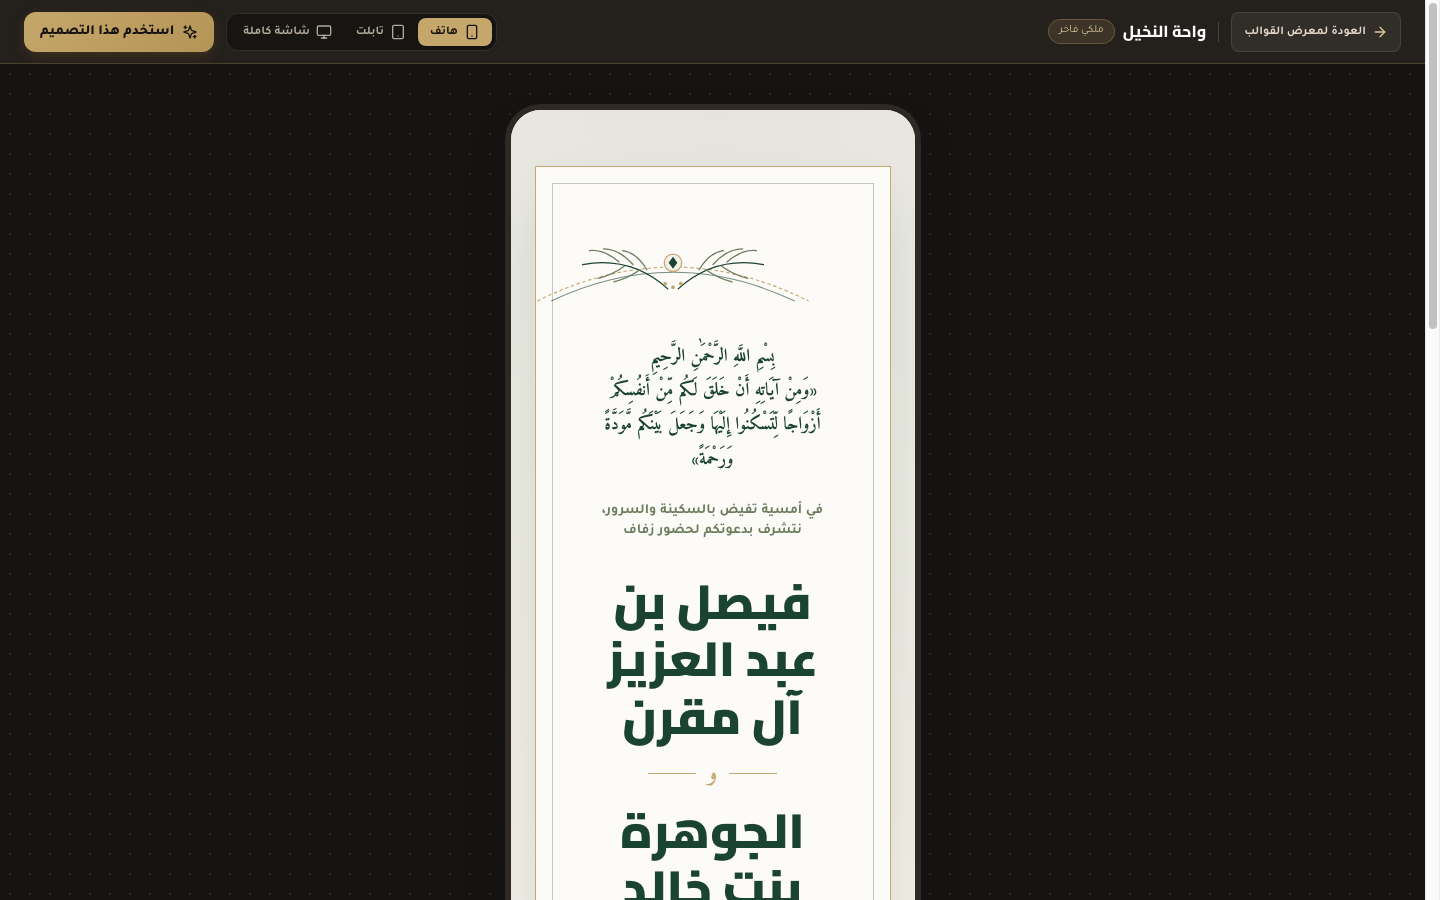 العودة لمعرض القوالب
واحة النخيل
ملكي فاخر
هاتف
تابلت
شاشة كاملة
استخدم هذا التصميم
بِسْمِ اللَّهِ الرَّحْمَٰنِ الرَّحِيمِ
«وَمِنْ آيَاتِهِ أَنْ خَلَقَ لَكُم مِّنْ أَنفُسِكُمْ
أَزْوَاجًا لِّتَسْكُنُوا إِلَيْهَا وَجَعَلَ بَيْنَكُم مَّوَدَّةً
وَرَحْمَةً»
في أمسية تفيض بالسكينة والسرور،
نتشرف بدعوتكم لحضور زفاف
فيصل بن
عبد العزيز
آل مقرن
و
الجوهرة
بنت خالد